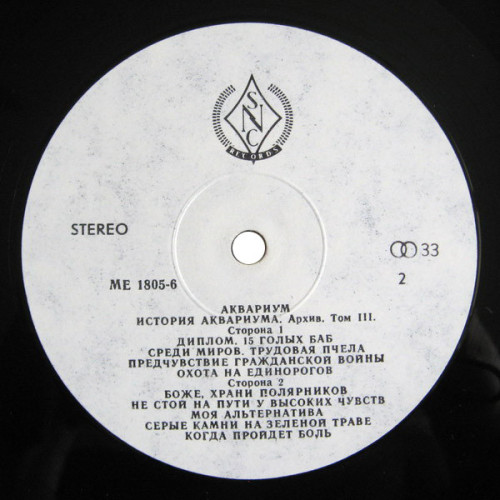 SNC
RECORDS
STEREO
33
МЕ 1805-6
2
АКВАРИУМ
ИСТОРИЯ АКВАРИУМА. Архив. Том III.
Сторона 1
ДИПЛОМ. 15 ГОЛЫХ БАБ
СРЕДИ МИРОВ. ТРУДОВАЯ ПЧЕЛА
ПРЕДЧУВСТВИЕ ГРАЖДАНСКОЙ ВОЙНЫ
ОХОТА НА ЕДИНОРОГОВ
Сторона 2
БОЖЕ, ХРАНИ ПОЛЯРНИКОВ
НЕ СТОЙ НА ПУТИ У ВЫСОКИХ ЧУВСТВ
МОЯ АЛЬТЕРНАТИВА
СЕРЫЕ КАМНИ НА ЗЕЛЕНОЙ ТРАВЕ
КОГДА ПРОЙДЕТ БОЛЬ